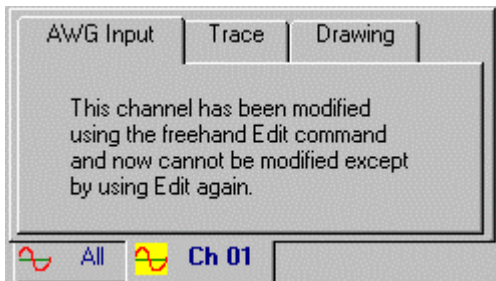 AWG Input Trace Drawing
This channel has been modified
using the freehand Edit command
and now cannot be modified except
by using Edit again.
All Ch 01